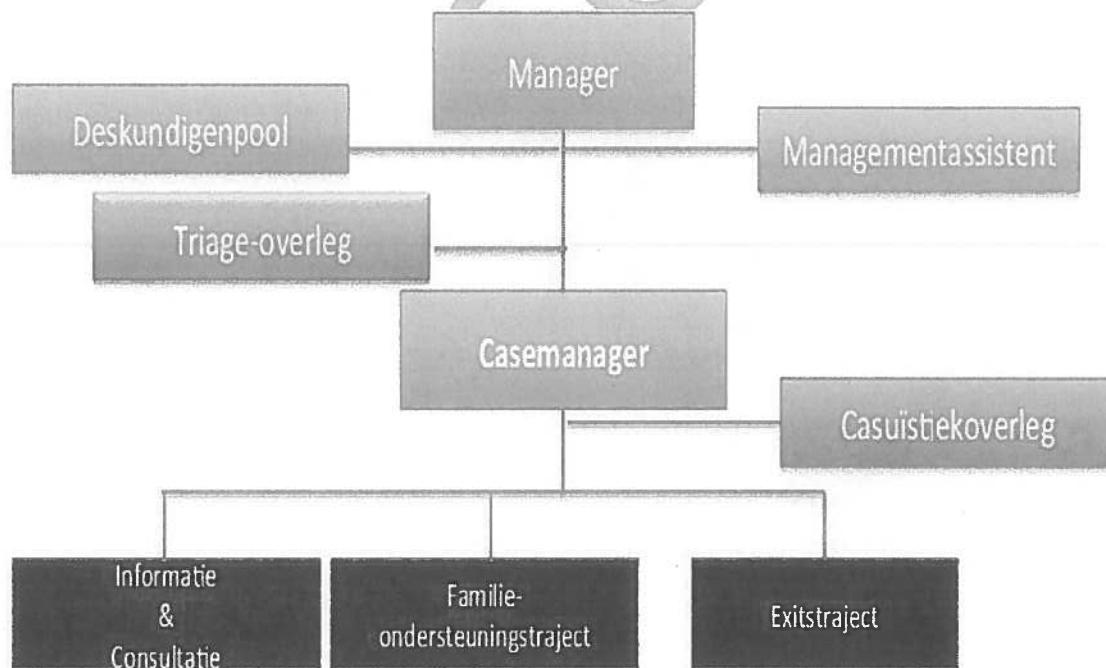 Manager
Deskundigenpool
Managementassistent
Triage-overleg
Casemanager
Casuïstiekoverleg
Informatie
&
Consultatie
Familie-
ondersteuningstraject
Exitstraject